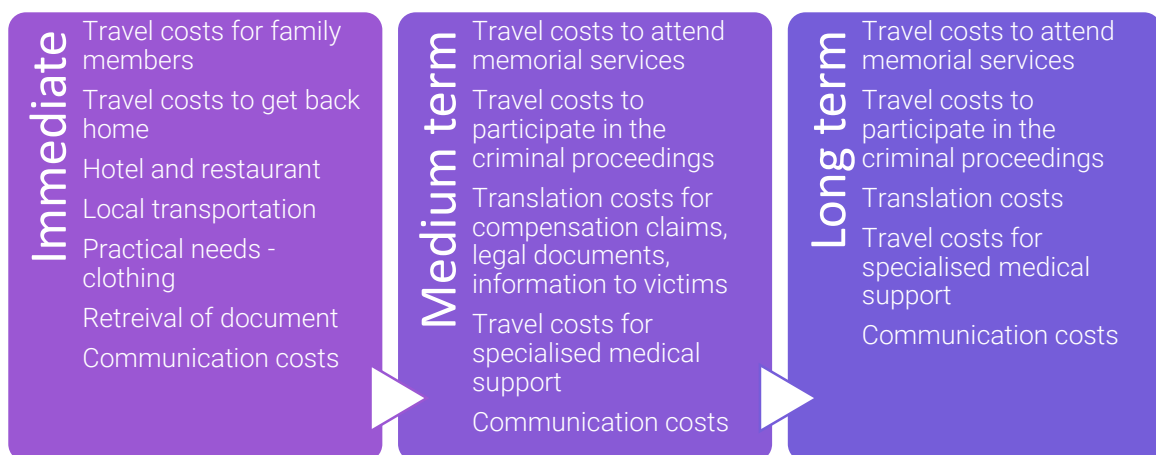 Immediate
Travel costs for family
members
Travel costs to get back
home
Hotel and restaurant
Local transportation
Practical needs -
clothing
Retreival of document
Communication costs
Medium term
Travel costs to attend
memorial services
Travel costs to
participate in the
criminal proceedings
Translation costs for
compensation claims,
legal documents,
information to victims
Travel costs for
specialised medical
support
Communication costs
Long term
Travel costs to attend
memorial services
Travel costs to
participate in the
criminal proceedings
Translation costs
Travel costs for
specialised medical
support
Communication costs